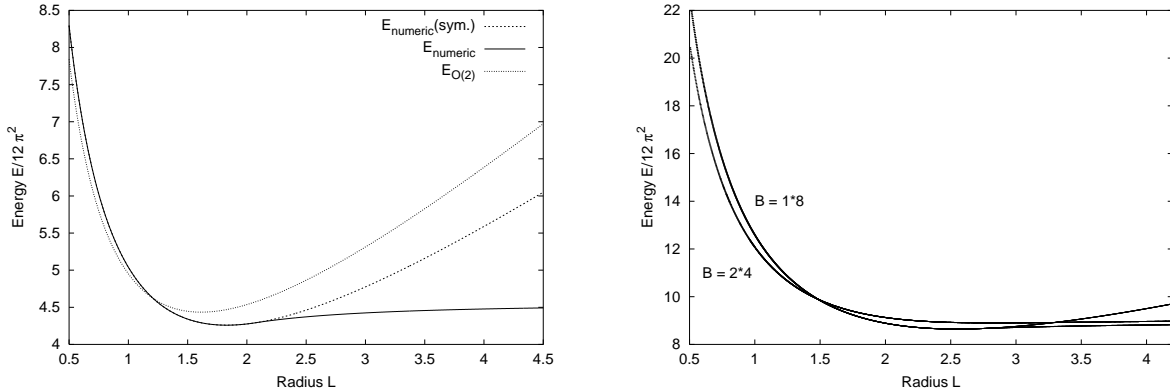 8.5
8
7.5
7
6.5
6
5.5
5
4.5
4
Energy E/12 π²
E_numeric(sym.)
E_numeric
E_O(2)
0.5 1 1.5 2 2.5 3 3.5 4 4.5
Radius L
22
20
18
16
14
12
10
8
Energy E/12 π²
B = 1*8
B = 2*4
0.5 1 1.5 2 2.5 3 3.5 4
Radius L